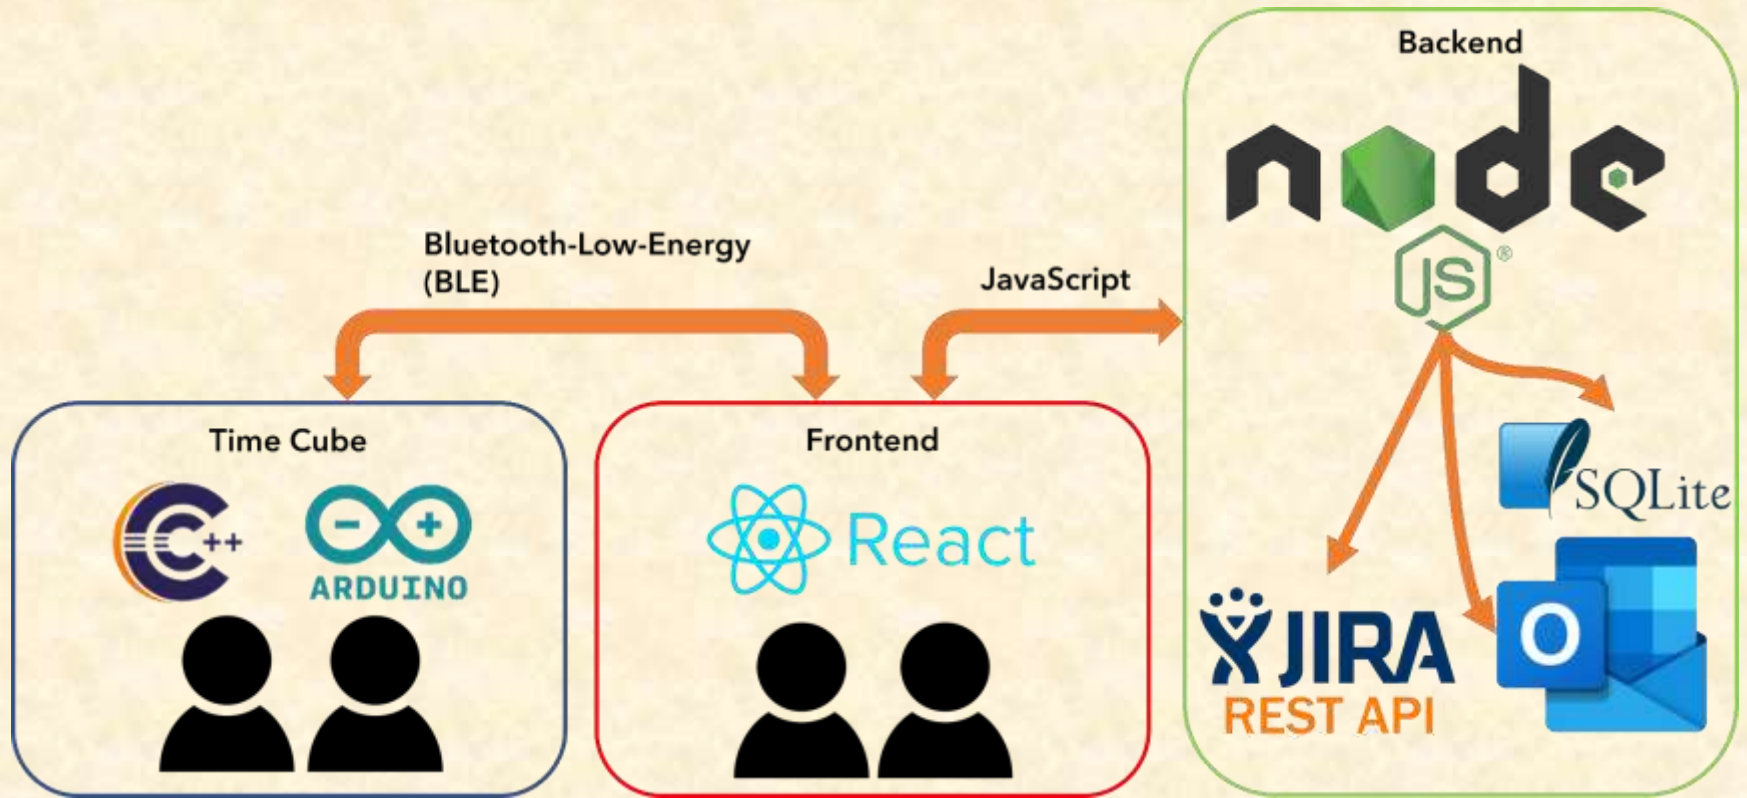 Backend
node
JS®
Bluetooth-Low-Energy
(BLE)
JavaScript
Time Cube
C++
ARDUINO
Frontend
React
SQLite
JIRA
REST API
O